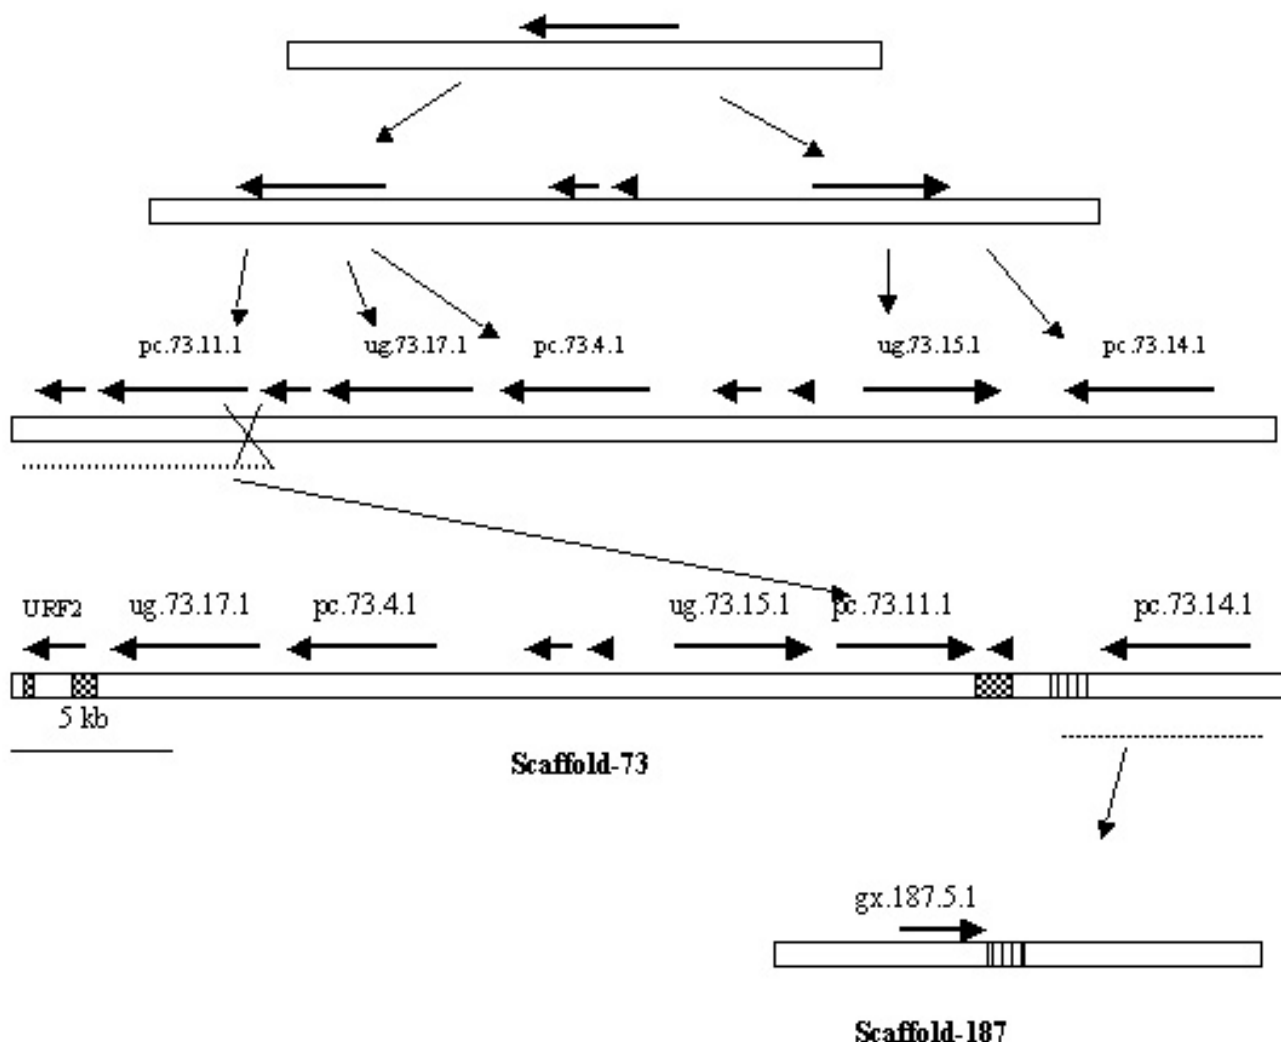 pc.73.11.1 ug.73.17.1 pc.73.4.1 ug.73.15.1 pc.73.14.1
URF2 ug.73.17.1 pc.73.4.1 ug.73.15.1 pc.73.11.1 pc.73.14.1
5 kb
Scaffold-73
gx.187.5.1
Scaffold-187